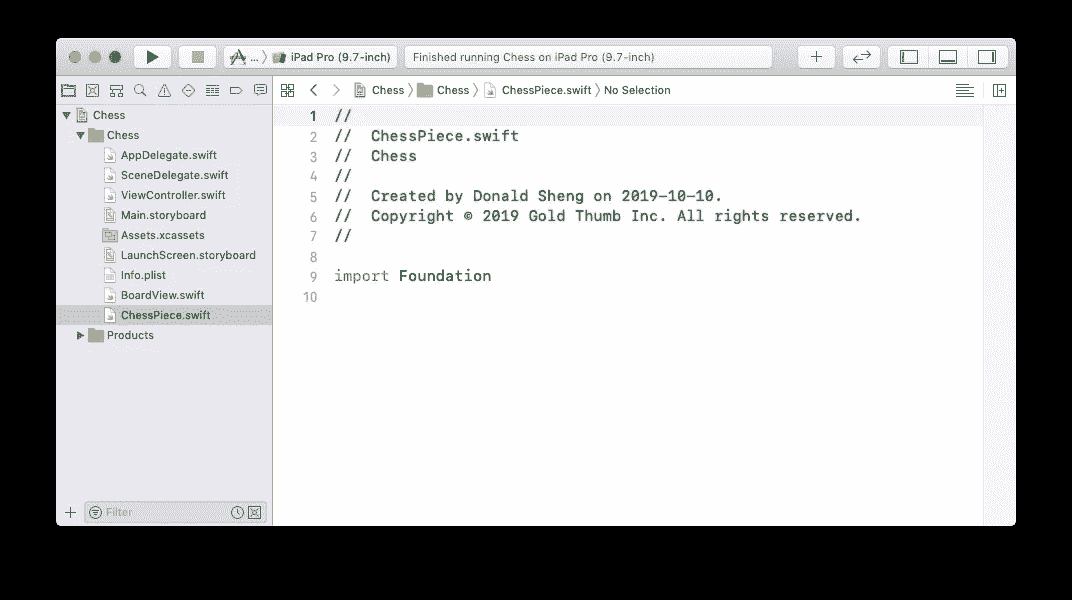 ... iPad Pro (9.7-inch)
Finished running Chess on iPad Pro (9.7-inch)
Chess
Chess
AppDelegate.swift
SceneDelegate.swift
ViewController.swift
Main.storyboard
Assets.xcassets
LaunchScreen.storyboard
Info.plist
BoardView.swift
ChessPiece.swift
Products
Filter
Chess Chess ChessPiece.swift No Selection
1 //
2 // ChessPiece.swift
3 // Chess
4 //
5 // Created by Donald Sheng on 2019-10-10.
6 // Copyright © 2019 Gold Thumb Inc. All rights reserved.
7 //
8
9 import Foundation
10